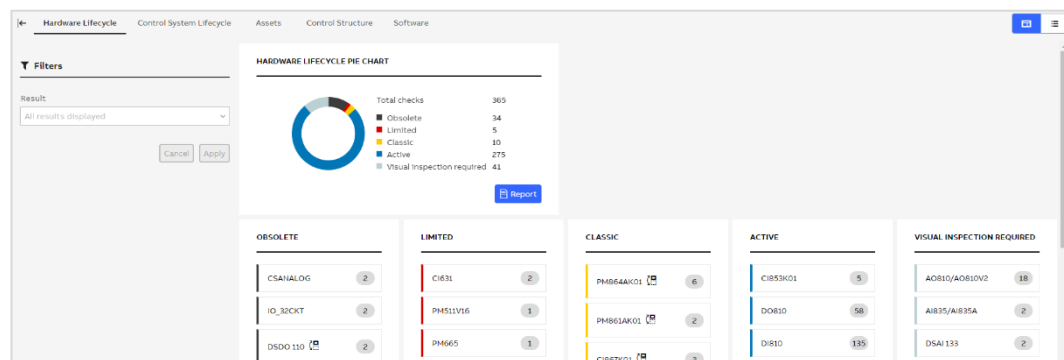 Hardware Lifecycle Control System Lifecycle Assets Control Structure Software
Filters
Result
All results displayed
Cancel Apply
HARDWARE LIFECYCLE PIE CHART
Total checks 365
Obsolete 34
Limited 5
Classic 10
Active 275
Visual inspection required 41
Report
OBSOLETE
CSANALOG 2
IO_32CKT 2
DSDO 110 2
LIMITED
CI631 2
PM511V16 1
PM665 1
CLASSIC
PM864AK01 6
PM861AK01 2
CI867K01
ACTIVE
CI853K01 5
DO810 58
DI810 135
VISUAL INSPECTION REQUIRED
AO810/AO810V2 18
AI835/AI835A 2
DSAI 133 2